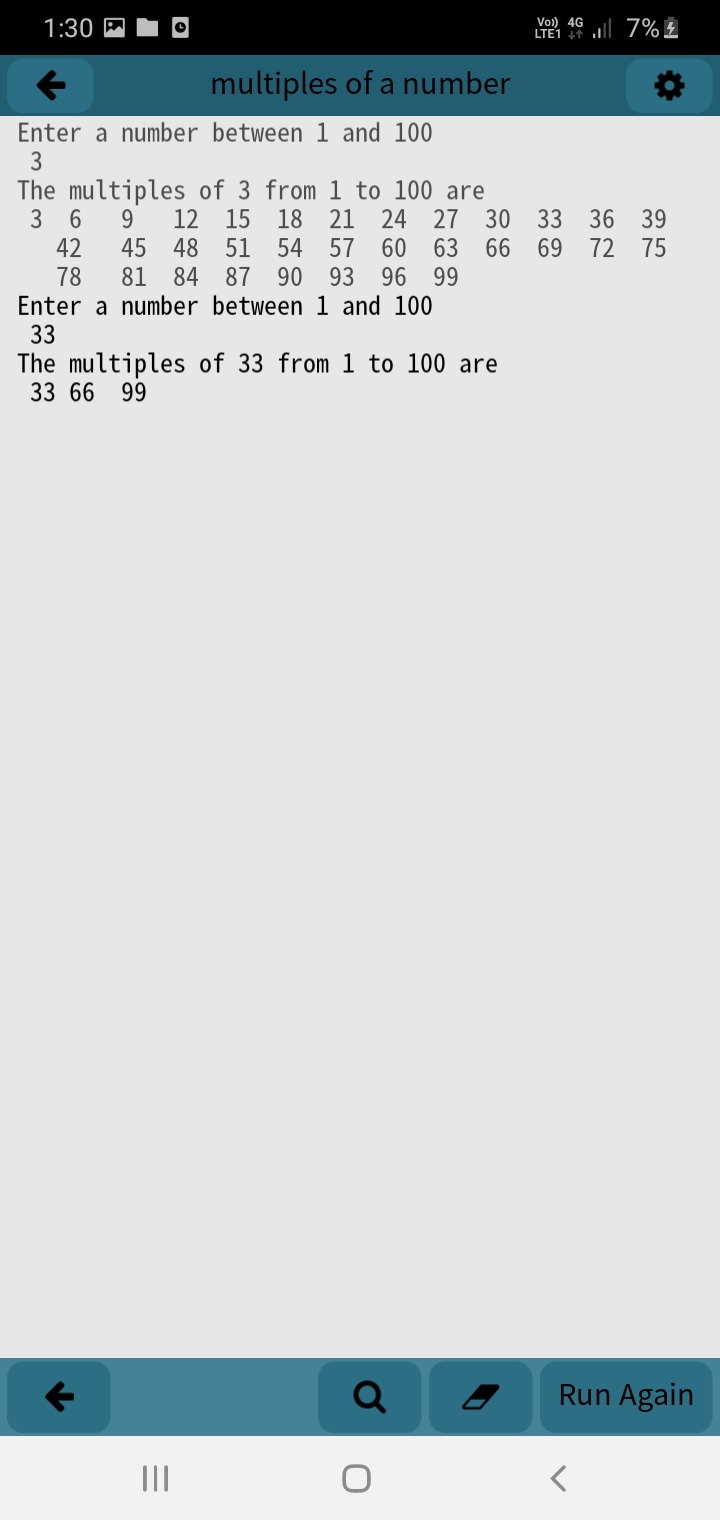 1:30 Vo)) LTE1 4G 7%
multiples of a number
Enter a number between 1 and 100
3
The multiples of 3 from 1 to 100 are
3 6 9 12 15 18 21 24 27 30 33 36 39
42 45 48 51 54 57 60 63 66 69 72 75
78 81 84 87 90 93 96 99
Enter a number between 1 and 100
33
The multiples of 33 from 1 to 100 are
33 66 99
Run Again